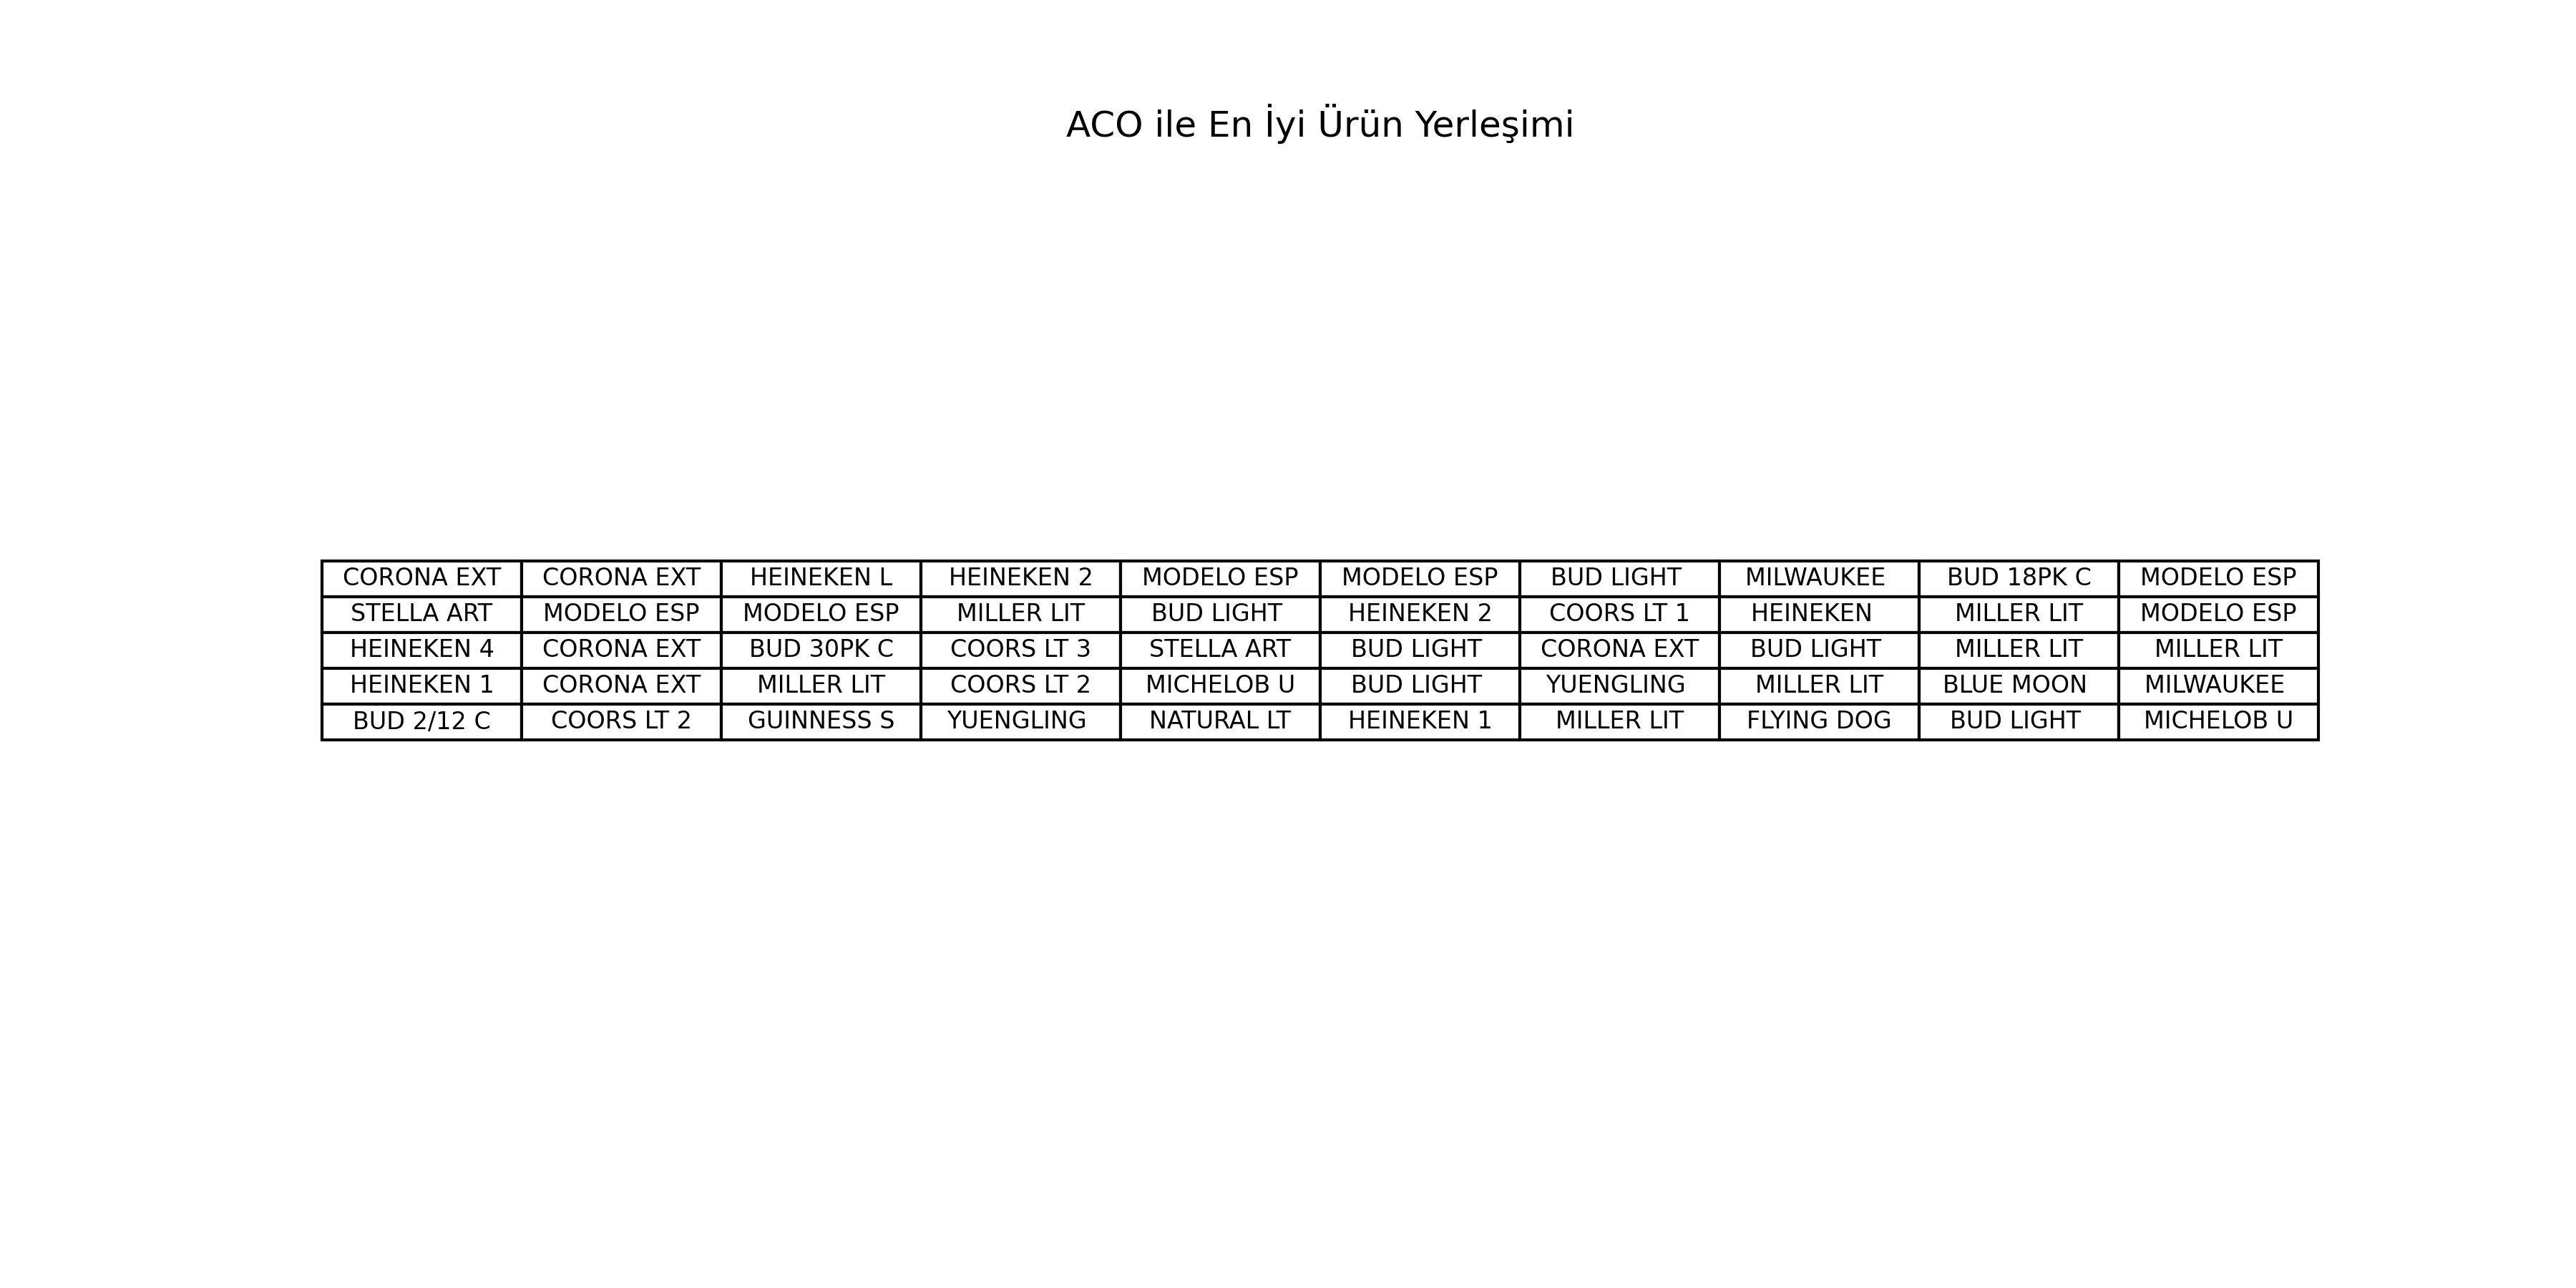 ACO ile En İyi Ürün Yerleşimi
CORONA EXT CORONA EXT HEINEKEN L HEINEKEN 2 MODELO ESP MODELO ESP BUD LIGHT MILWAUKEE BUD 18PK C MODELO ESP
STELLA ART MODELO ESP MODELO ESP MILLER LIT BUD LIGHT HEINEKEN 2 COORS LT 1 HEINEKEN MILLER LIT MODELO ESP
HEINEKEN 4 CORONA EXT BUD 30PK C COORS LT 3 STELLA ART BUD LIGHT CORONA EXT BUD LIGHT MILLER LIT MILLER LIT
HEINEKEN 1 CORONA EXT MILLER LIT COORS LT 2 MICHELOB U BUD LIGHT YUENGLING MILLER LIT BLUE MOON MILWAUKEE
BUD 2/12 C COORS LT 2 GUINNESS S YUENGLING NATURAL LT HEINEKEN 1 MILLER LIT FLYING DOG BUD LIGHT MICHELOB U